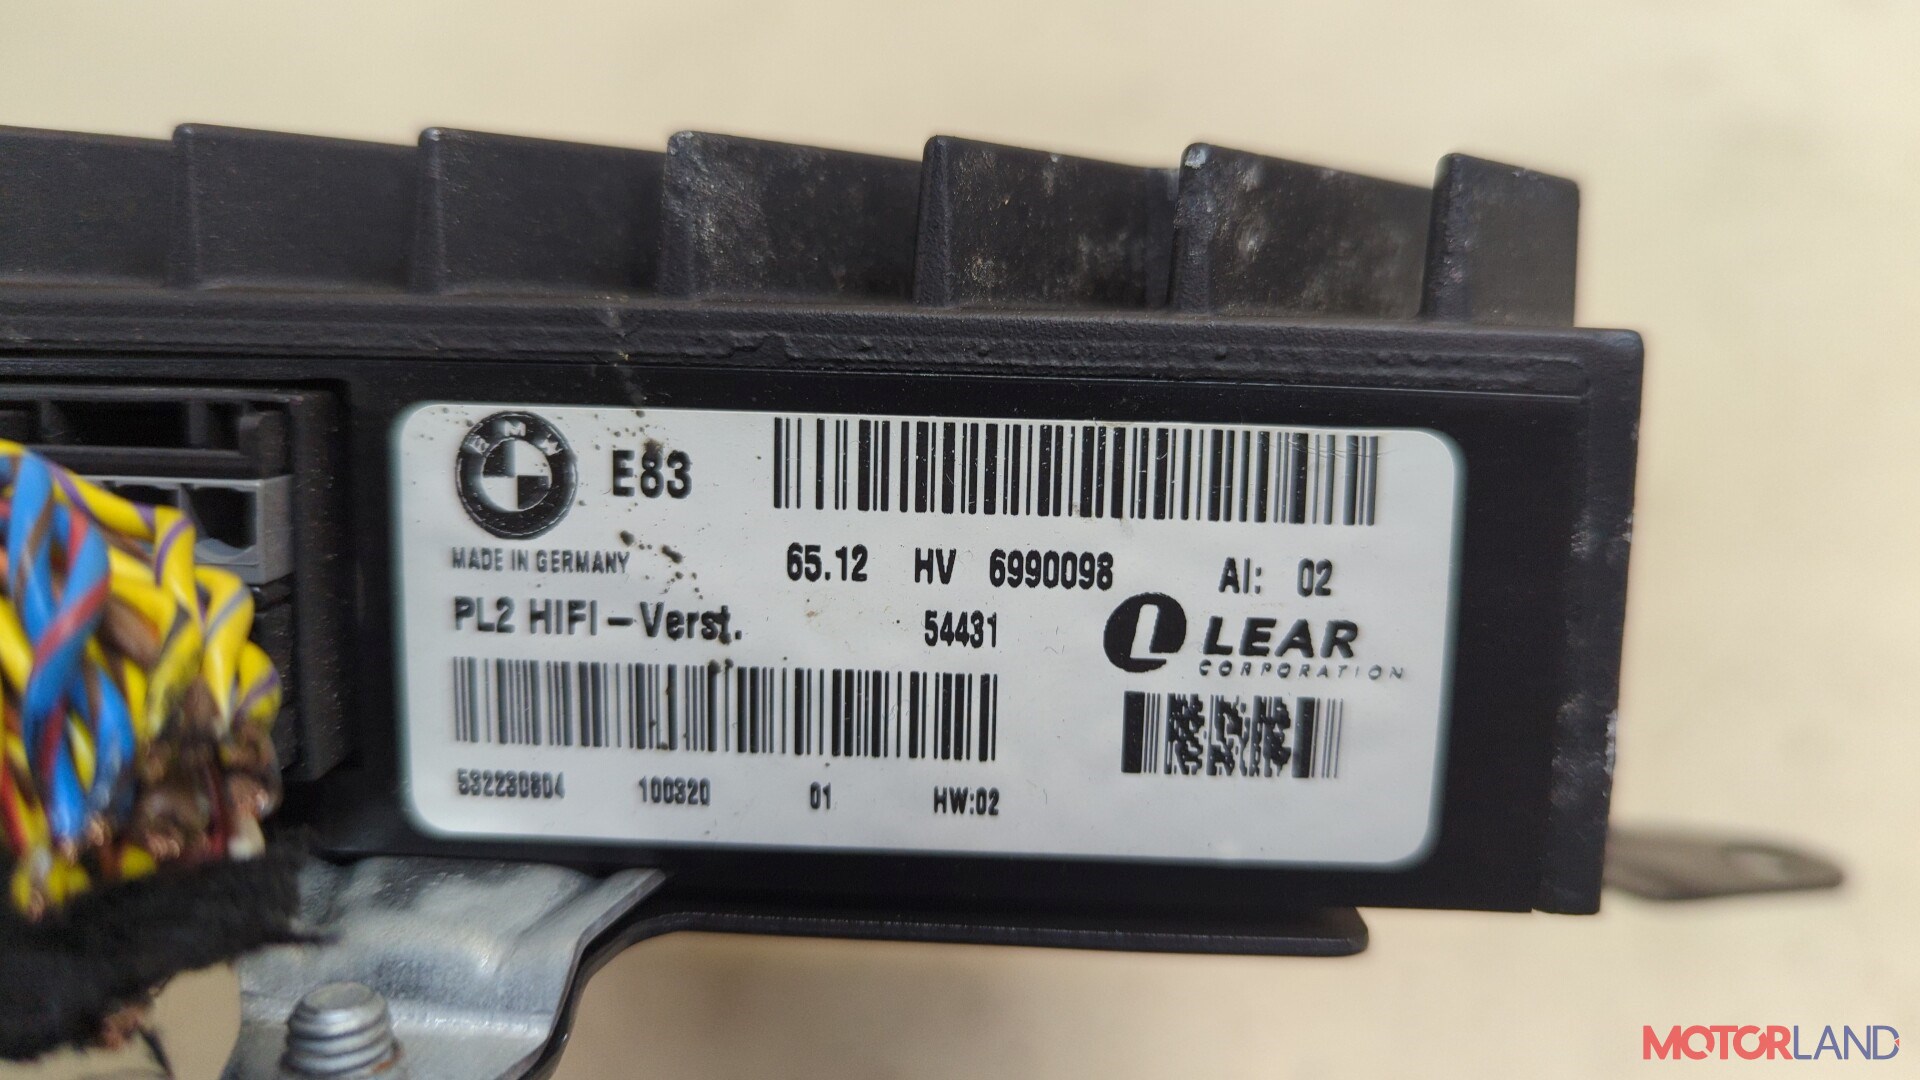 BMW E83
MADE IN GERMANY
65.12 HV 6990098 AI: 02
PL2 HIFI-Verst. 54431
LEAR
CORPORATION
532230804 100320 01 HW:02
MOTORLAND